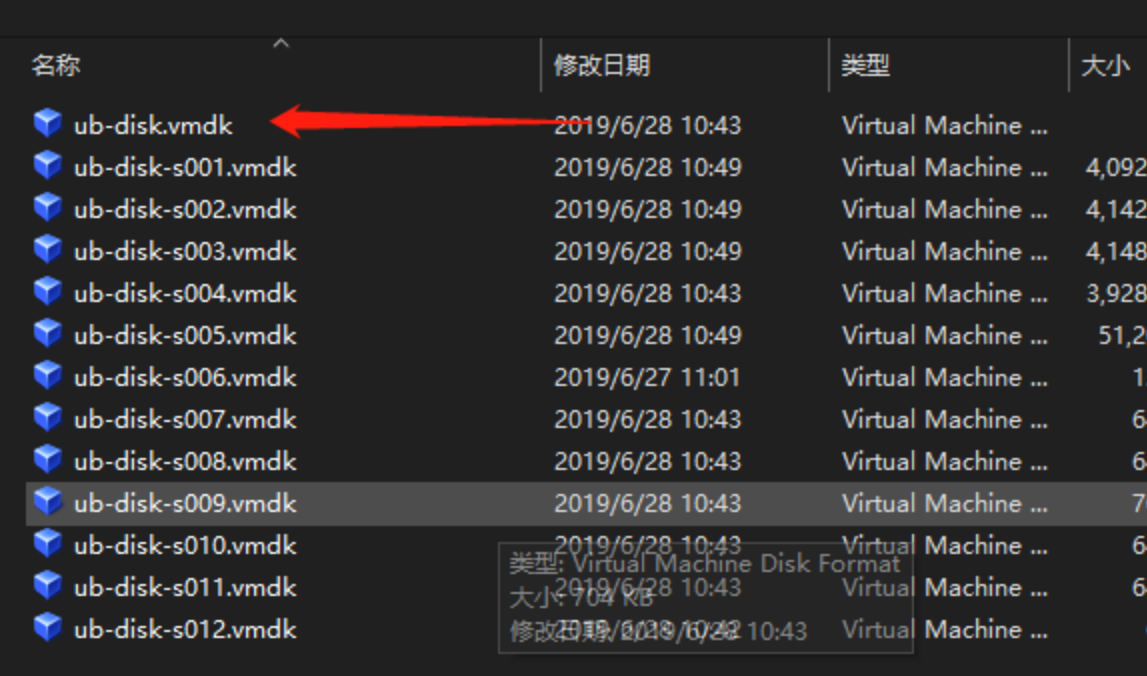 名称 修改日期 类型 大小
ub-disk.vmdk 2019/6/28 10:43 Virtual Machine ...
ub-disk-s001.vmdk 2019/6/28 10:49 Virtual Machine ... 4,092
ub-disk-s002.vmdk 2019/6/28 10:49 Virtual Machine ... 4,142
ub-disk-s003.vmdk 2019/6/28 10:49 Virtual Machine ... 4,148
ub-disk-s004.vmdk 2019/6/28 10:43 Virtual Machine ... 3,928
ub-disk-s005.vmdk 2019/6/28 10:49 Virtual Machine ... 51,2
ub-disk-s006.vmdk 2019/6/27 11:01 Virtual Machine ... 1
ub-disk-s007.vmdk 2019/6/28 10:43 Virtual Machine ... 6
ub-disk-s008.vmdk 2019/6/28 10:43 Virtual Machine ... 6
ub-disk-s009.vmdk 2019/6/28 10:43 Virtual Machine ... 7
ub-disk-s010.vmdk 2019/6/28 10:43 Virtual Machine ... 6
类型: Virtual Machine Disk Format
ub-disk-s011.vmdk 2019/6/28 10:43 Virtual Machine ... 6
大小: 704 KB
ub-disk-s012.vmdk 2019/6/28 10:42 Virtual Machine ...
修改日期: 2019/6/28 10:43